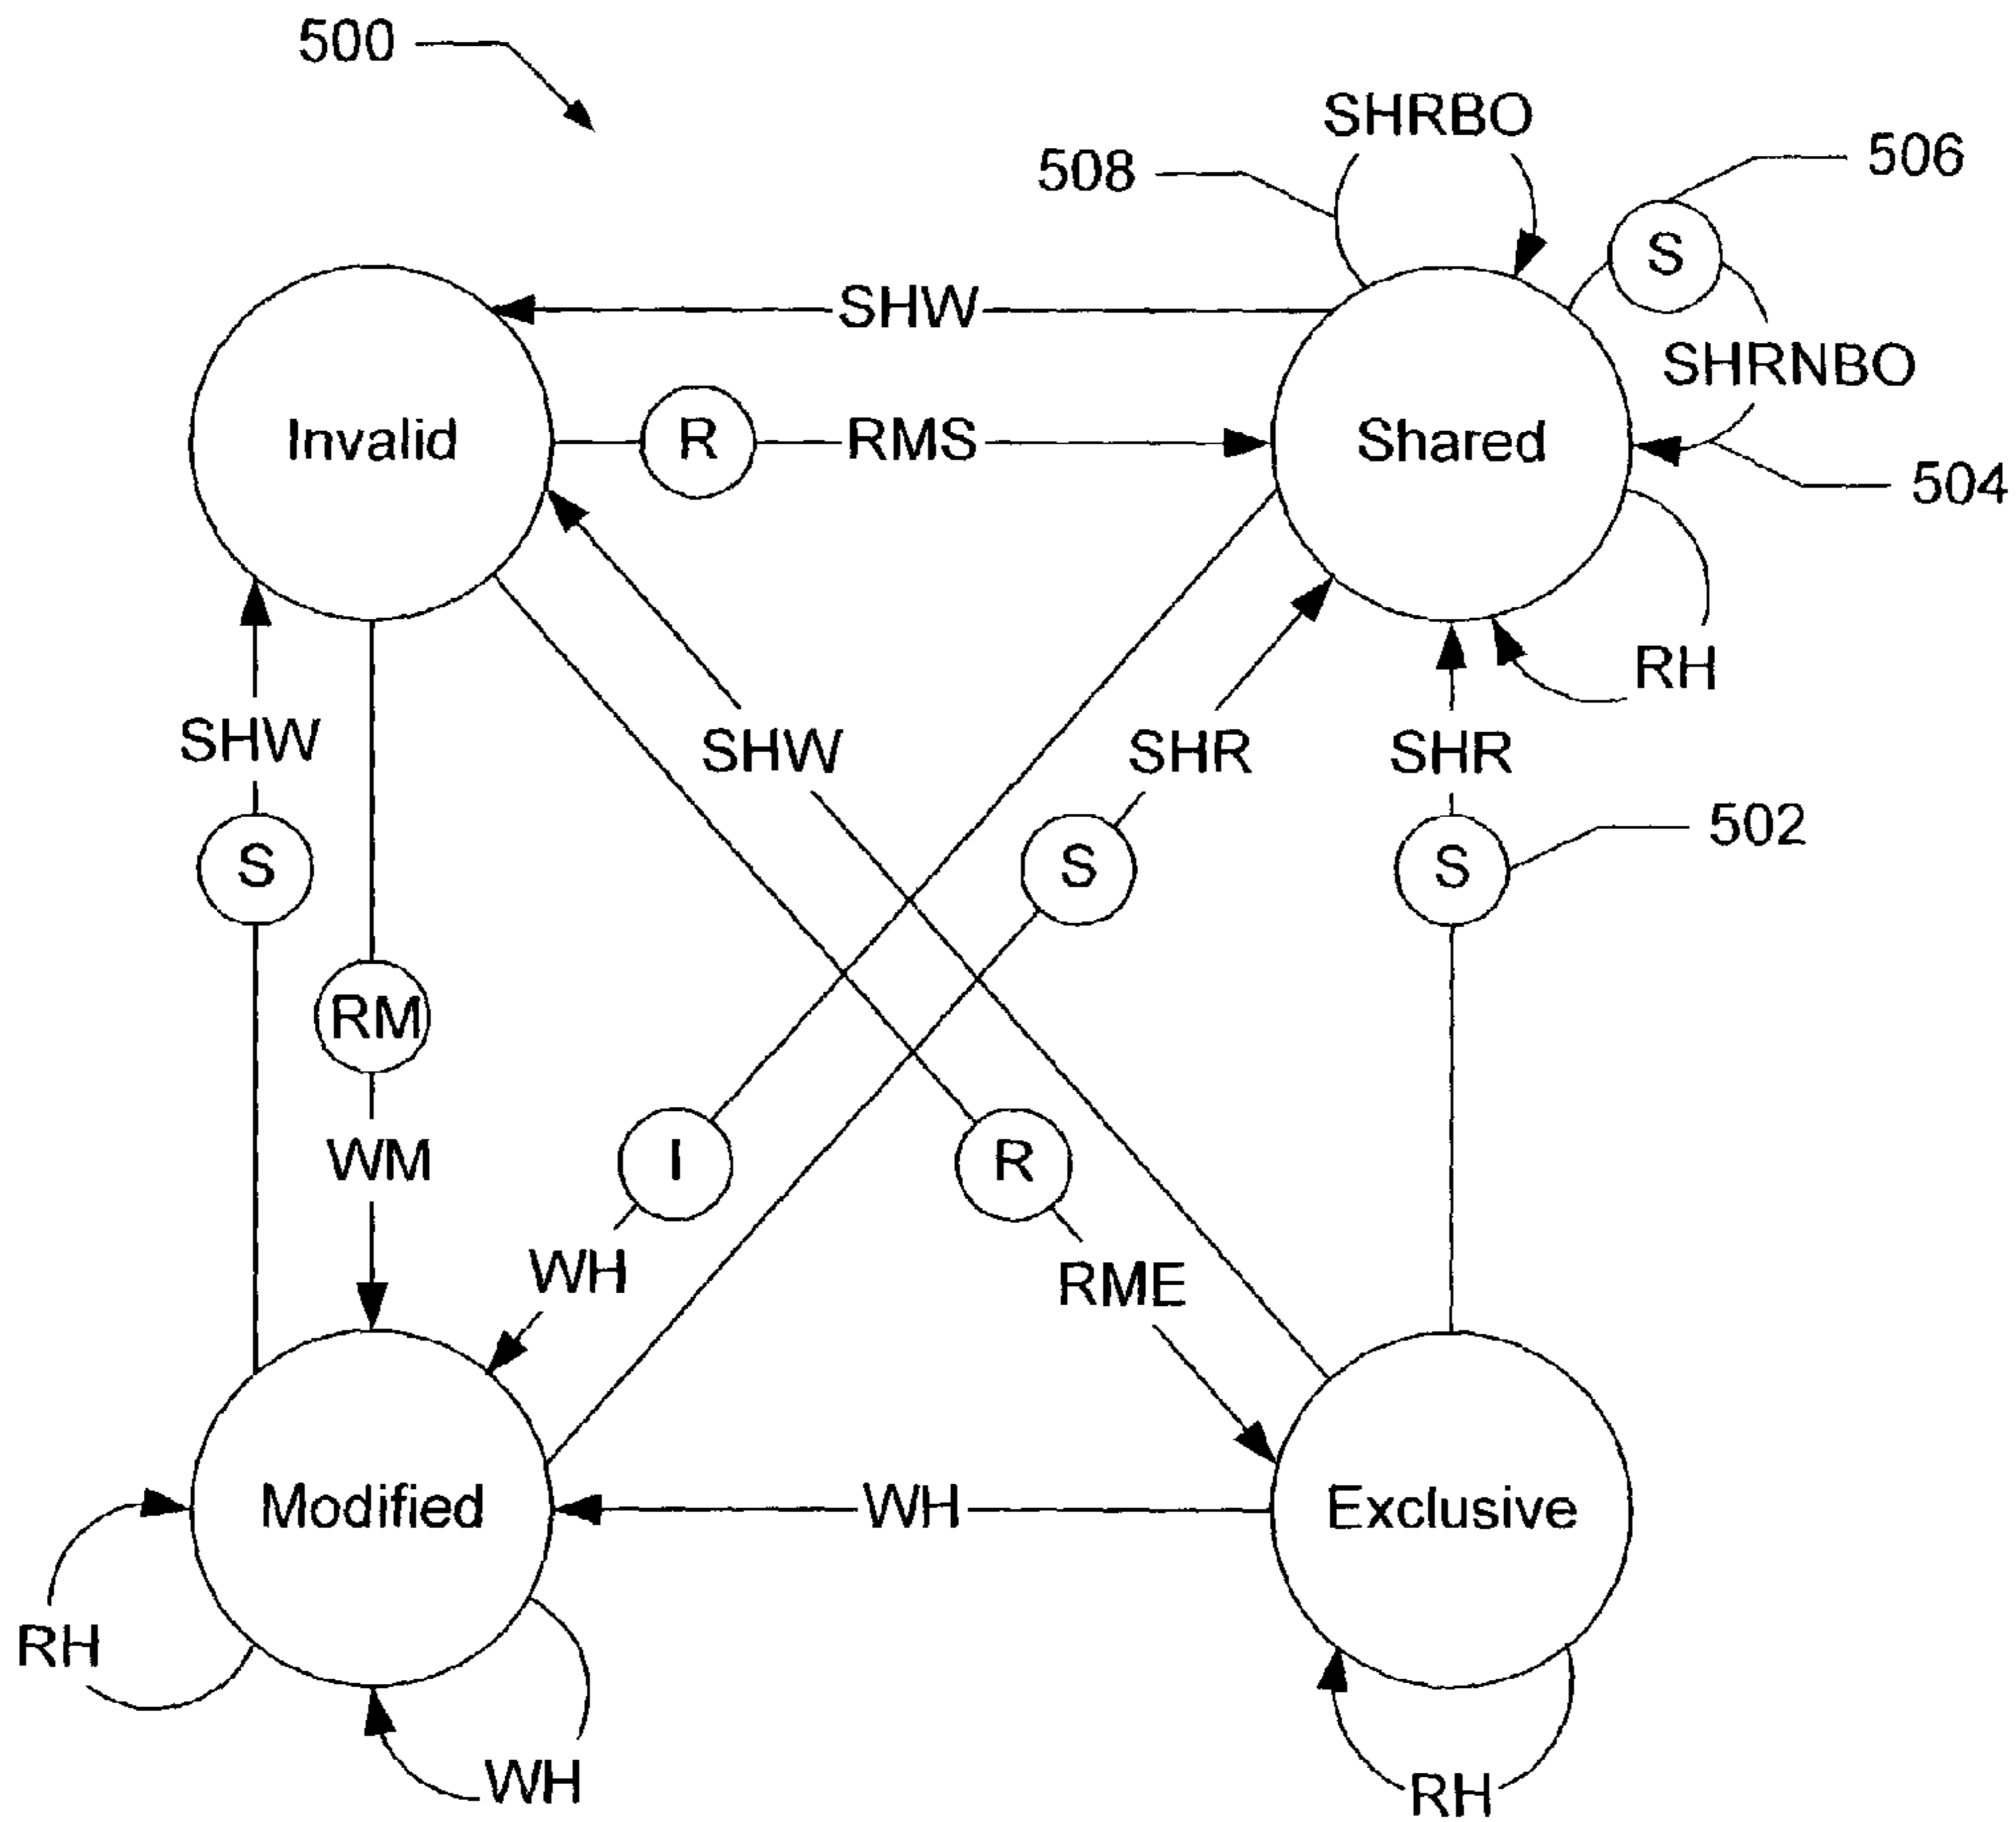 500
SHRBO
508
506
S
SHW
SHRNBO
Invalid
R
RMS
Shared
504
RH
SHW
SHW
SHR
SHR
502
S
S
S
RM
WM
I
R
WH
RME
Modified
WH
Exclusive
RH
WH
RH